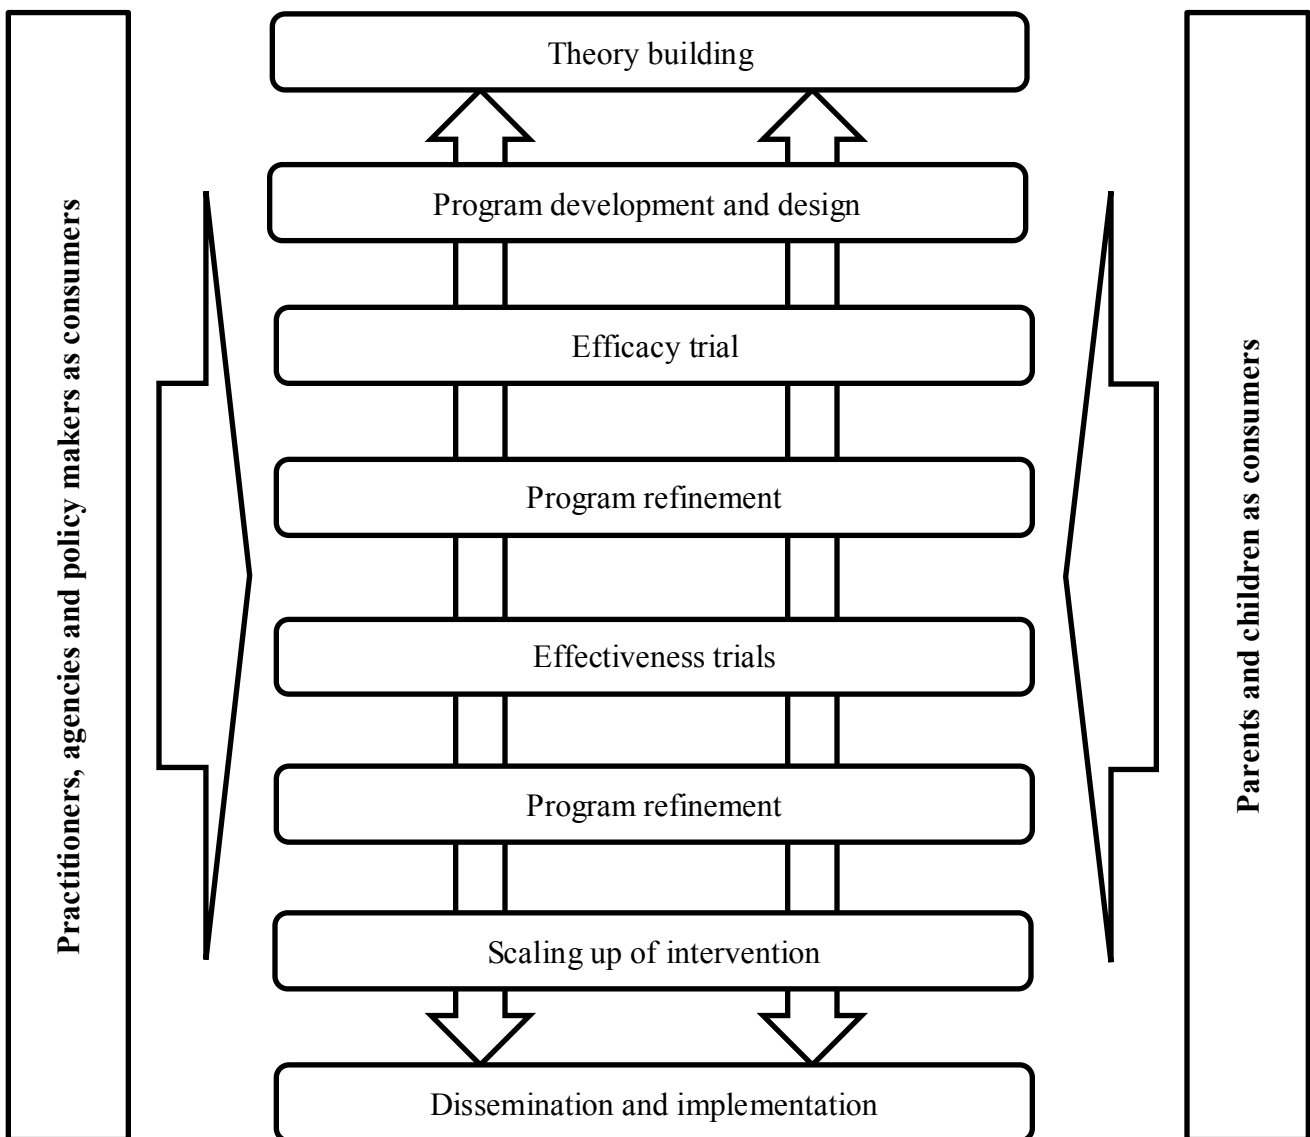 Practitioners, agencies and policy makers as consumers
Theory building
Program development and design
Efficacy trial
Program refinement
Effectiveness trials
Program refinement
Scaling up of intervention
Dissemination and implementation
Parents and children as consumers